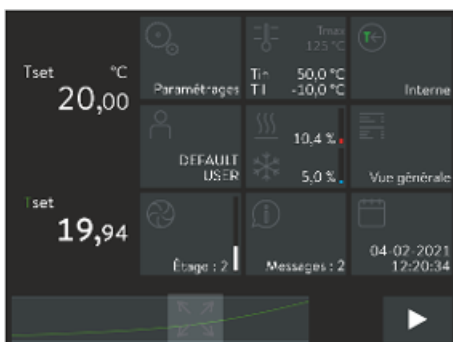 Tset °C
20,00
Tset
19,94
Paramétrages
Tmax
125 °C
50,0 °C
-10,0 °C
T←
Interne
DEFAULT
USER
10,4 %
5,0 %
Vue générale
Étage : 2
Messages : 2
04-02-2021
12:20:34